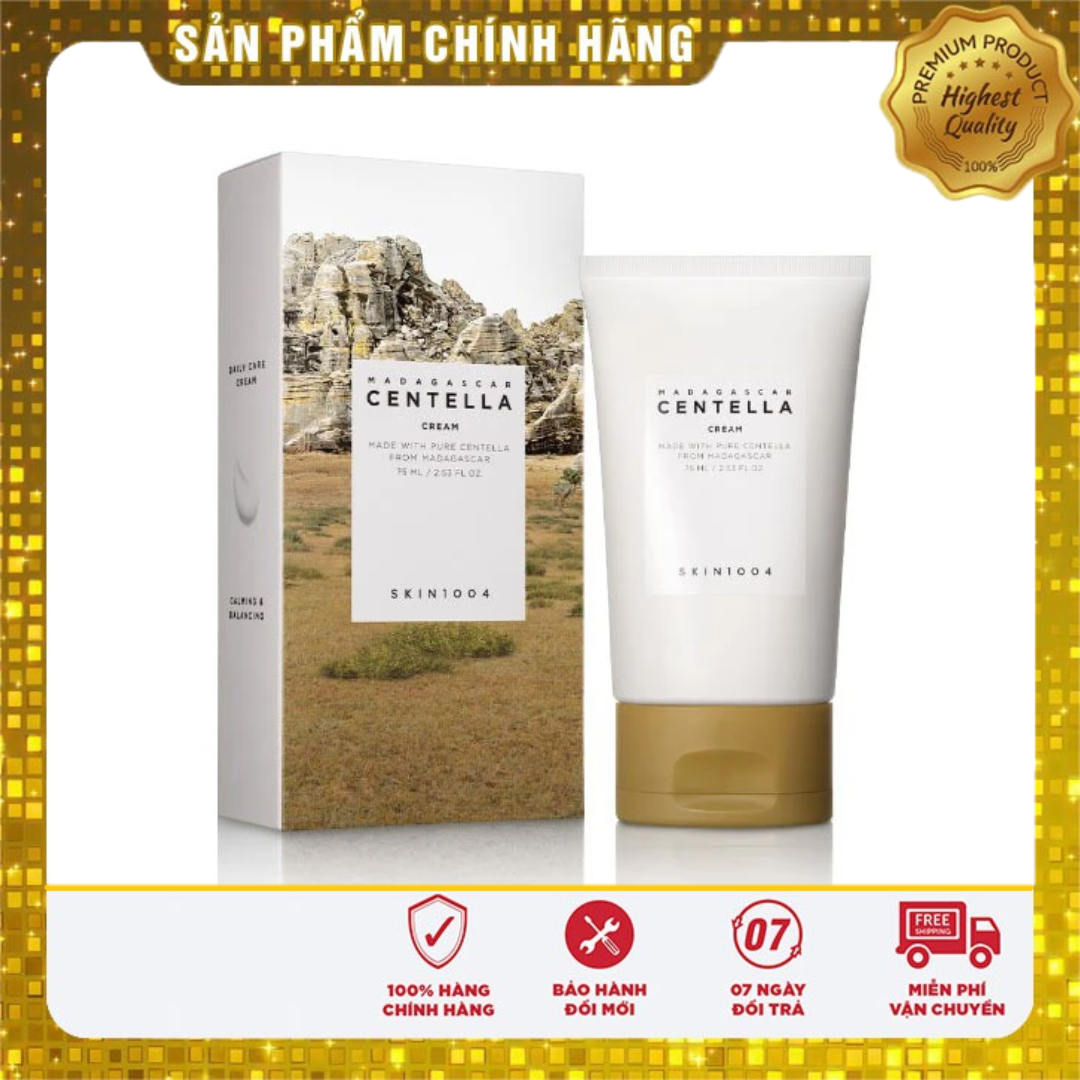 SẢN PHẨM CHÍNH HÃNG
PREMIUM PRODUCT
Highest
Quality
100%
DAILY CARE
CREAM
CALMING &
BALANCING
MADAGASCAR
CENTELLA
CREAM
MADE WITH PURE CENTELLA
FROM MADAGASCAR
75 ML / 2.53 FL.OZ.
SKIN1004
MADAGASCAR
CENTELLA
CREAM
MADE WITH PURE CENTELLA
FROM MADAGASCAR
75 ML / 2.53 FL.OZ.
SKIN1004
07
FREE
SHIPPING
100% HÀNG
CHÍNH HÃNG
BẢO HÀNH
ĐỔI MỚI
07 NGÀY
ĐỔI TRẢ
MIỄN PHÍ
VẬN CHUYỂN